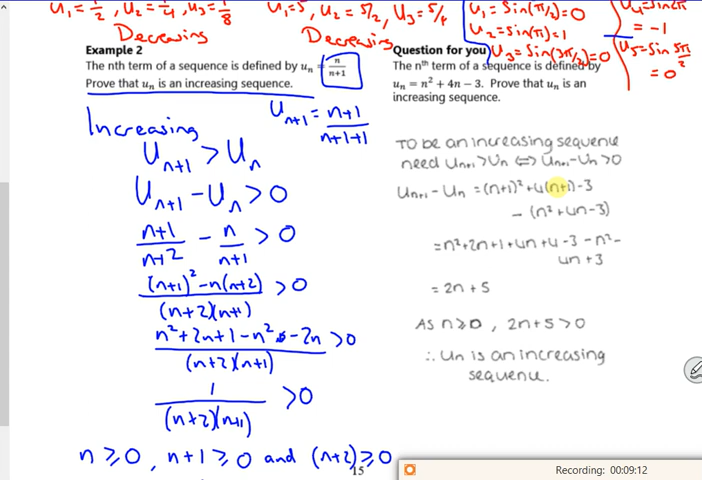 U₁ = 1/2, U₂ = 1/4, U₃ = 1/8
Decreasing
U₁=5, U₂ = 5/2, U₃ = 5/4
Decreasing
U₁ = Sin(π/2)=0
U₂ = Sin(π)=1
U₃ = Sin(3π/2)=0
= -1
U₅ = Sin 5π/2
= 0
Example 2
The nth term of a sequence is defined by uₙ = n/(n+1)
Prove that uₙ is an increasing sequence.
Uₙ₊₁ = (n+1)/(n+1+1)
Increasing
Uₙ₊₁ > Uₙ
Uₙ₊₁ - Uₙ > 0
(n+1)/(n+2) - n/(n+1) > 0
((n+1)² - n(n+2))/((n+2)(n+1)) > 0
(n²+2n+1-n²-2n)/((n+2)(n+1)) > 0
1/((n+2)(n+1)) > 0
n ⩾ 0, n+1 ⩾ 0 and (n+2) ⩾ 0
Question for you
The nᵗʰ term of a sequence is defined by
uₙ = n² + 4n − 3. Prove that uₙ is an
increasing sequence.
TO be an increasing sequence
need Uₙ₊₁ > Uₙ ⇔ Uₙ₊₁-Uₙ > 0
Uₙ₊₁ - Uₙ = (n+1)² + 4(n+1) - 3
- (n² + 4n - 3)
= n²+2n+1+4n+4-3-n²-
4n+3
= 2n + 5
As n ⩾ 0, 2n+5 > 0
∴ Uₙ is an increasing
sequence.
15
Recording: 00:09:12